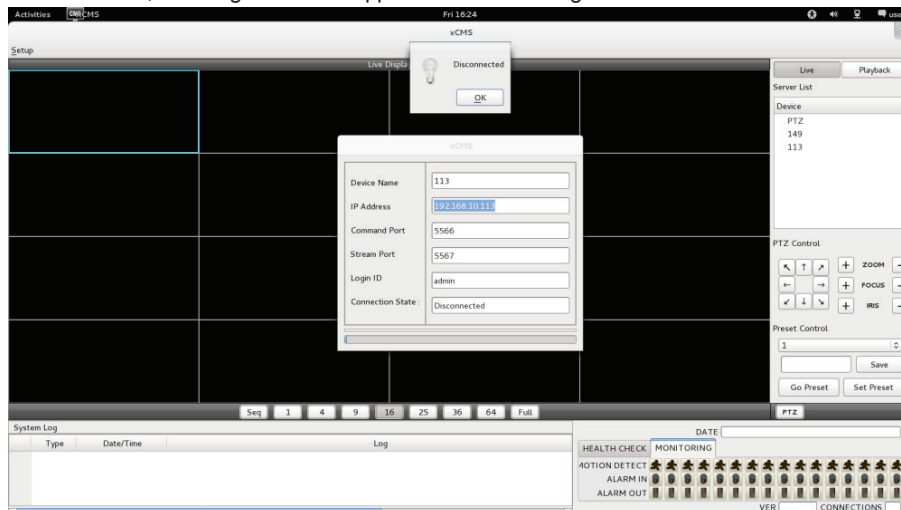 Activities CMS Fri 16:24
xCMS
Setup
Disconnected
OK
Live Displa
Live Playback
Server List
Device
PTZ
149
113
xCMS
Device Name 113
IP Address 192.168.10.113
Command Port 5566
Stream Port 5567
Login ID admin
Connection State : Disconnected
PTZ Control
ZOOM
FOCUS
IRIS
Preset Control
1
Save
Go Preset Set Preset
Seq 1 4 9 16 25 36 64 Full PTZ
System Log
Type Date/Time Log
DATE
HEALTH CHECK MONITORING
MOTION DETECT
ALARM IN
ALARM OUT
VER CONNECTIONS